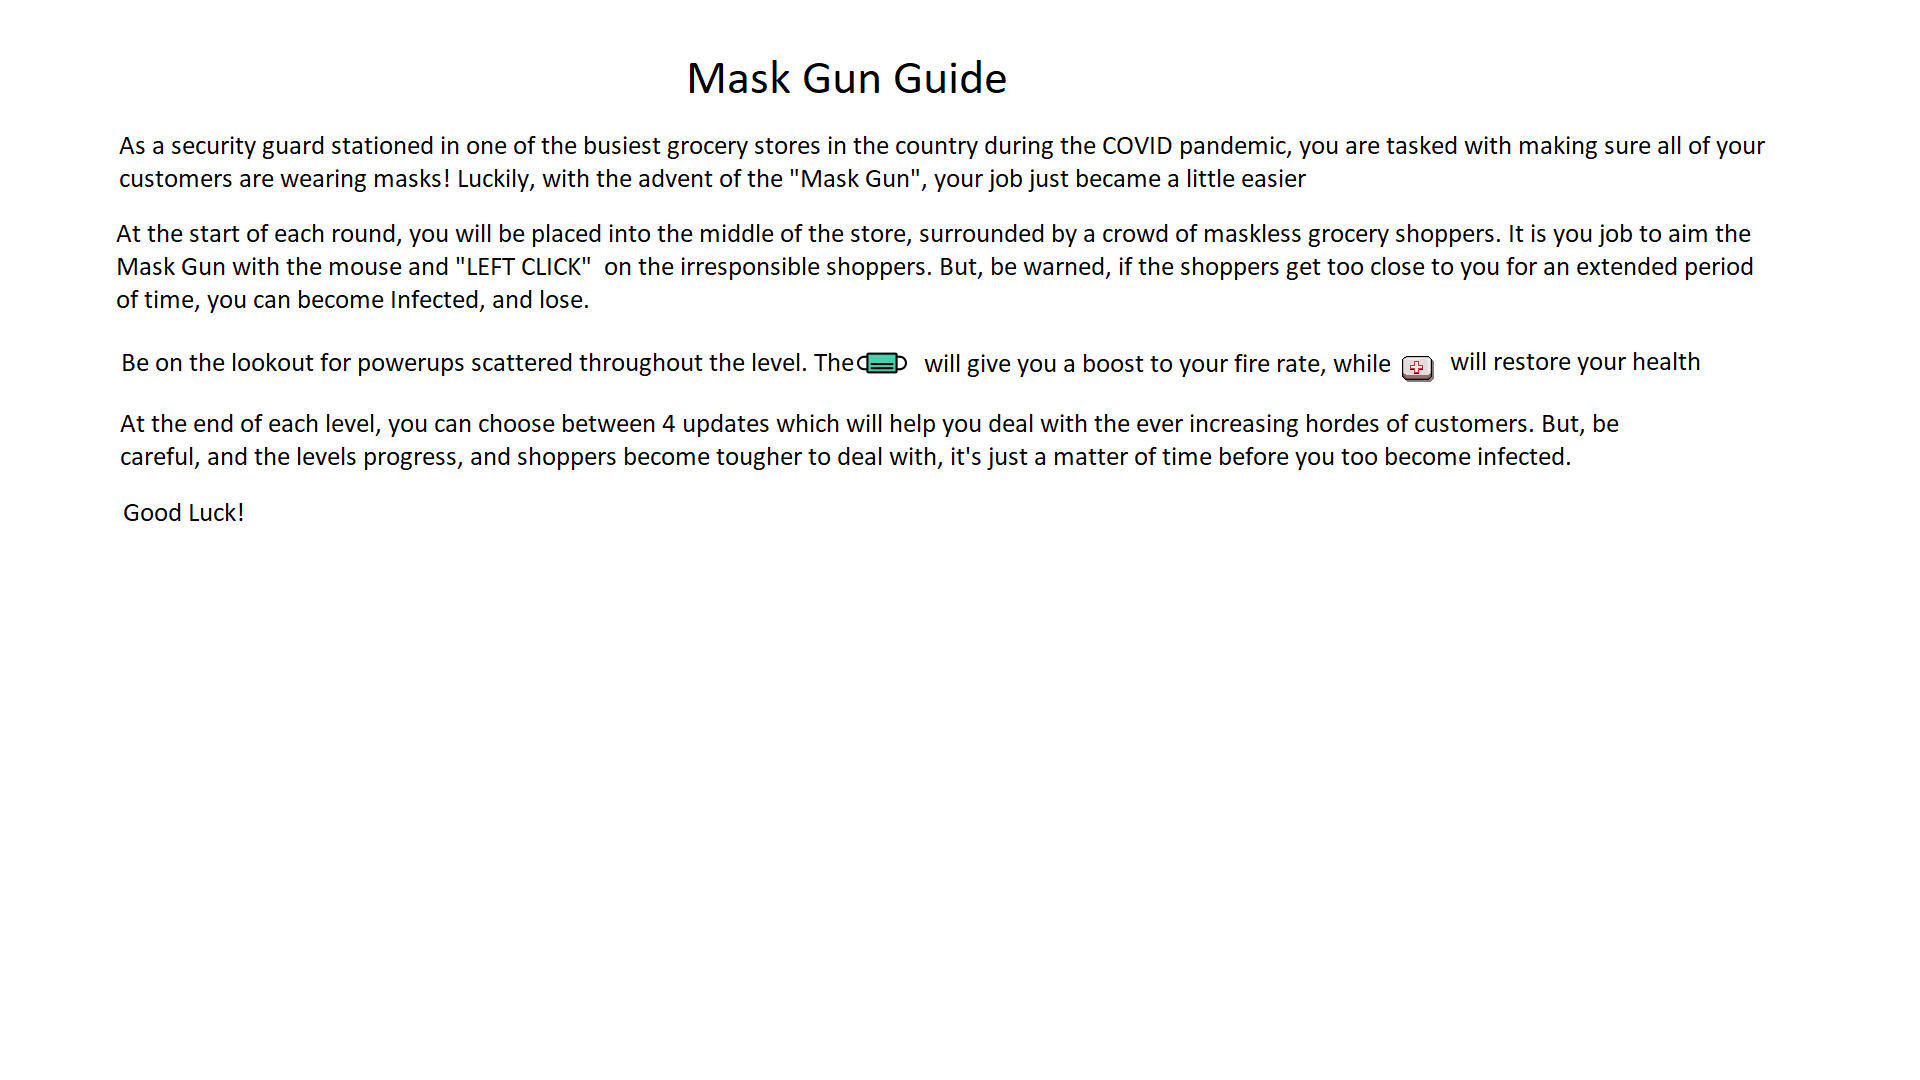 Mask Gun Guide
As a security guard stationed in one of the busiest grocery stores in the country during the COVID pandemic, you are tasked with making sure all of your
customers are wearing masks! Luckily, with the advent of the "Mask Gun", your job just became a little easier
At the start of each round, you will be placed into the middle of the store, surrounded by a crowd of maskless grocery shoppers. It is you job to aim the
Mask Gun with the mouse and "LEFT CLICK"  on the irresponsible shoppers. But, be warned, if the shoppers get too close to you for an extended period
of time, you can become Infected, and lose.
Be on the lookout for powerups scattered throughout the level. The will give you a boost to your fire rate, while will restore your health
At the end of each level, you can choose between 4 updates which will help you deal with the ever increasing hordes of customers. But, be
careful, and the levels progress, and shoppers become tougher to deal with, it's just a matter of time before you too become infected.
Good Luck!